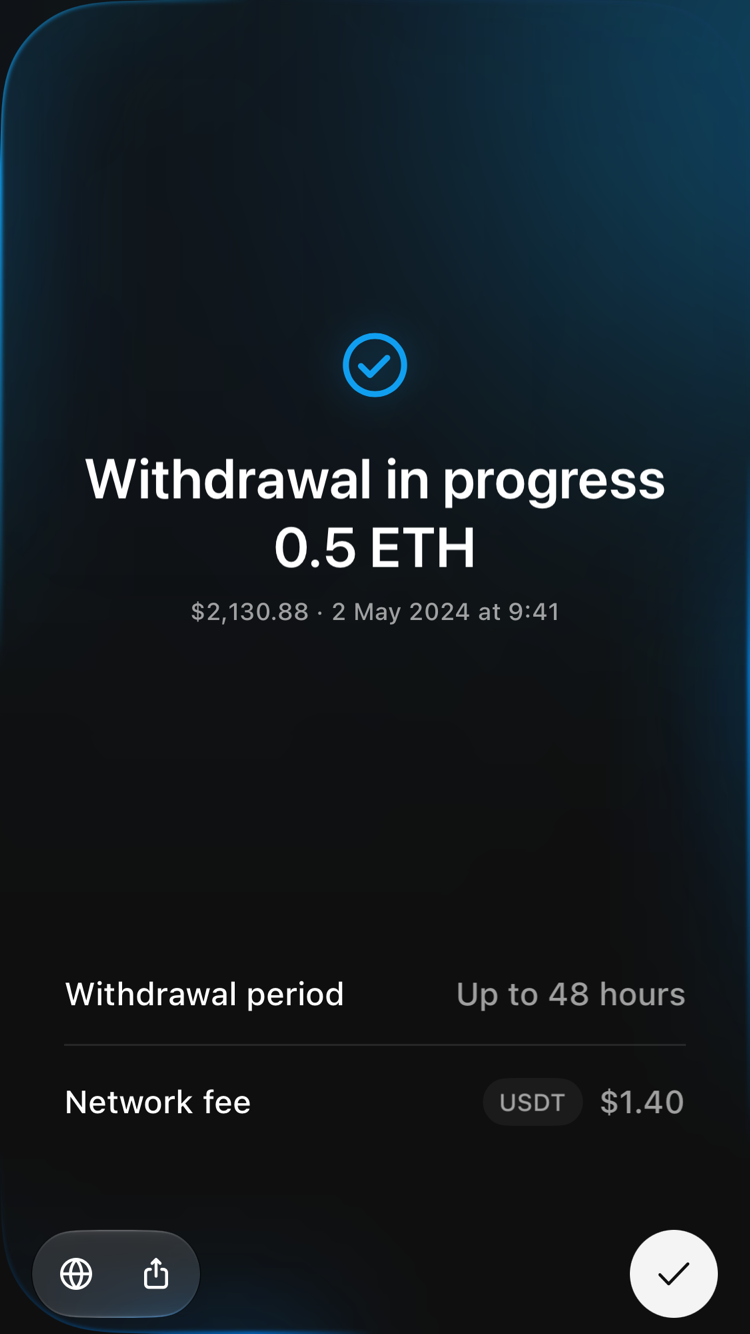 Withdrawal in progress
0.5 ETH
$2,130.88 · 2 May 2024 at 9:41
Withdrawal period Up to 48 hours
Network fee USDT $1.40